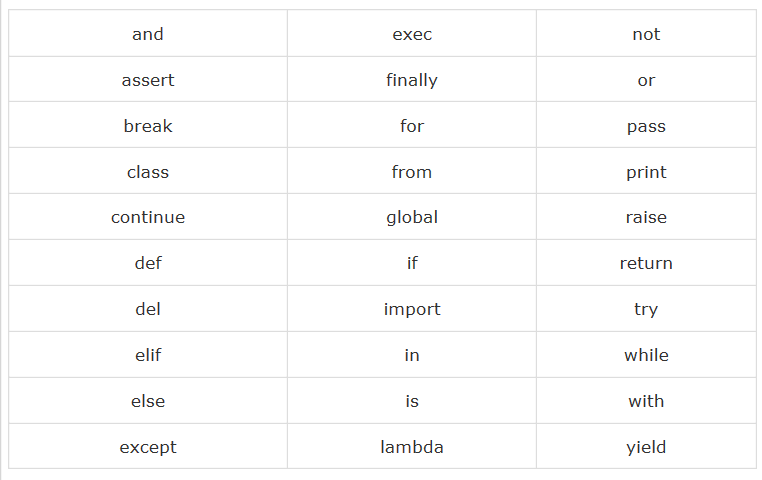 and exec not
assert finally or
break for pass
class from print
continue global raise
def if return
del import try
elif in while
else is with
except lambda yield